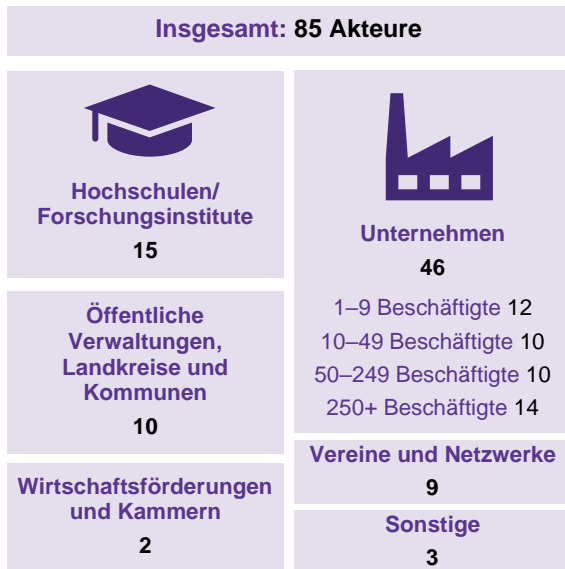 Insgesamt: 85 Akteure
Hochschulen/
Forschungsinstitute
15
Öffentliche
Verwaltungen,
Landkreise und
Kommunen
10
Wirtschaftsförderungen
und Kammern
2
Unternehmen
46
1–9 Beschäftigte 12
10–49 Beschäftigte 10
50–249 Beschäftigte 10
250+ Beschäftigte 14
Vereine und Netzwerke
9
Sonstige
3